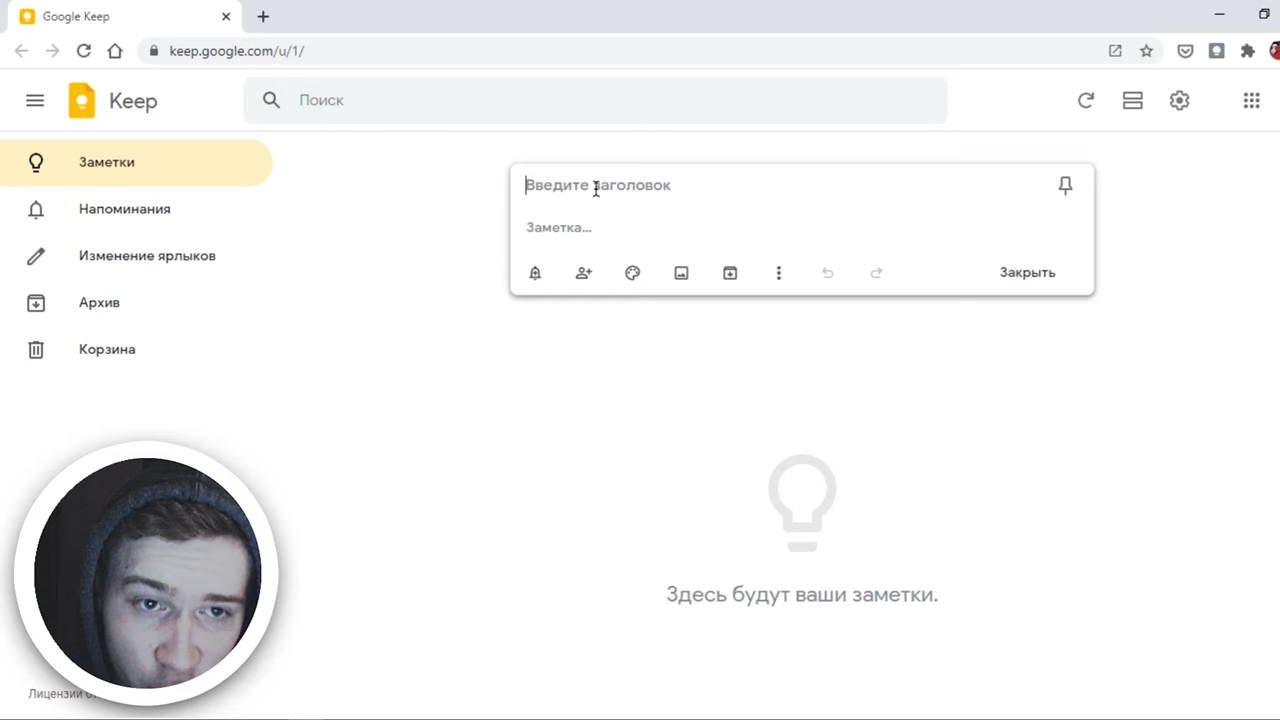 Google Keep
keep.google.com/u/1/
Keep
Поиск
Заметки
Напоминания
Изменение ярлыков
Архив
Корзина
Введите заголовок
Заметка...
Закрыть
Здесь будут ваши заметки.
Лицензии